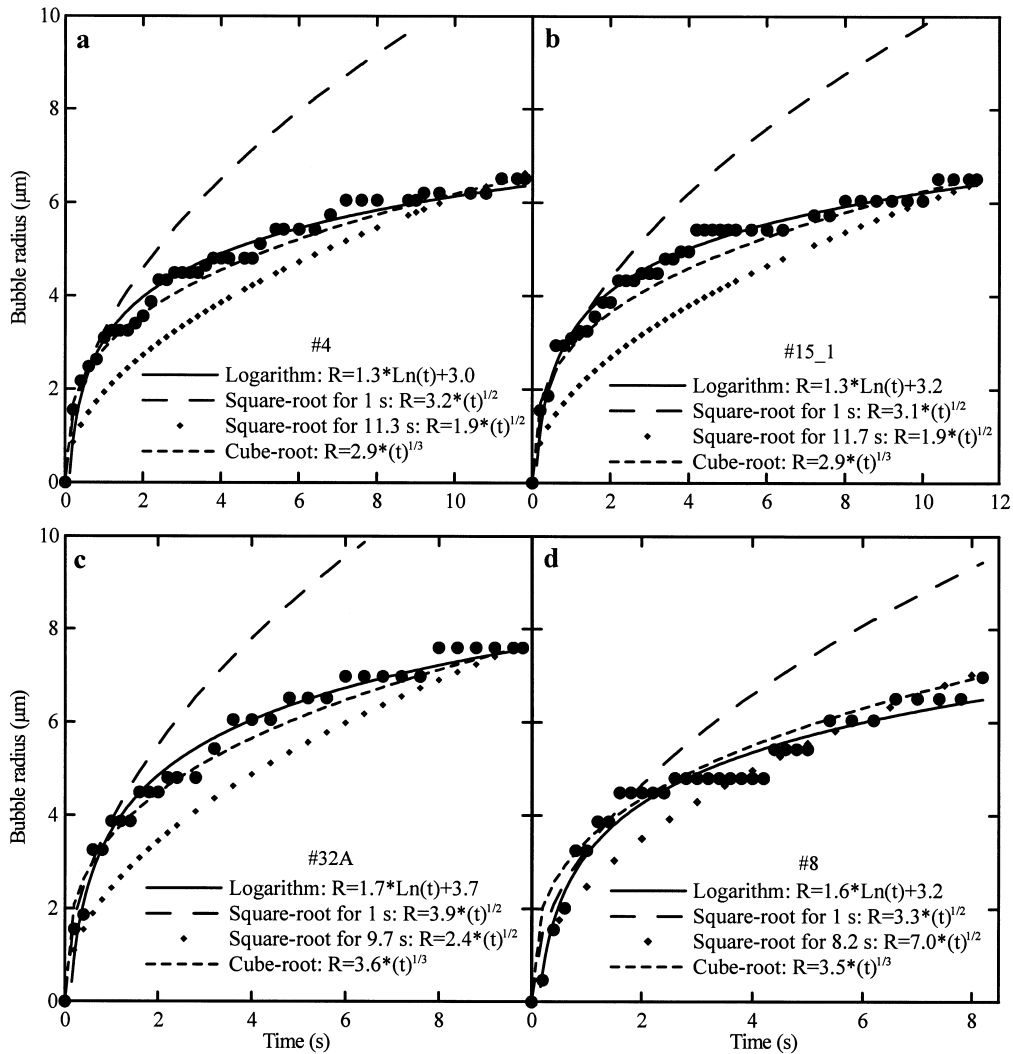 a
10
8
6
4
2
0
Bubble radius (μm)
#4
Logarithm: R=1.3*Ln(t)+3.0
Square-root for 1 s: R=3.2*(t)1/2
Square-root for 11.3 s: R=1.9*(t)1/2
Cube-root: R=2.9*(t)1/3
0 2 4 6 8 10
b
#15_1
Logarithm: R=1.3*Ln(t)+3.2
Square-root for 1 s: R=3.1*(t)1/2
Square-root for 11.7 s: R=1.9*(t)1/2
Cube-root: R=2.9*(t)1/3
0 2 4 6 8 10 12
c
10
8
6
4
2
0
Bubble radius (μm)
#32A
Logarithm: R=1.7*Ln(t)+3.7
Square-root for 1 s: R=3.9*(t)1/2
Square-root for 9.7 s: R=2.4*(t)1/2
Cube-root: R=3.6*(t)1/3
0 2 4 6 8
Time (s)
d
#8
Logarithm: R=1.6*Ln(t)+3.2
Square-root for 1 s: R=3.3*(t)1/2
Square-root for 8.2 s: R=7.0*(t)1/2
Cube-root: R=3.5*(t)1/3
0 2 4 6 8
Time (s)